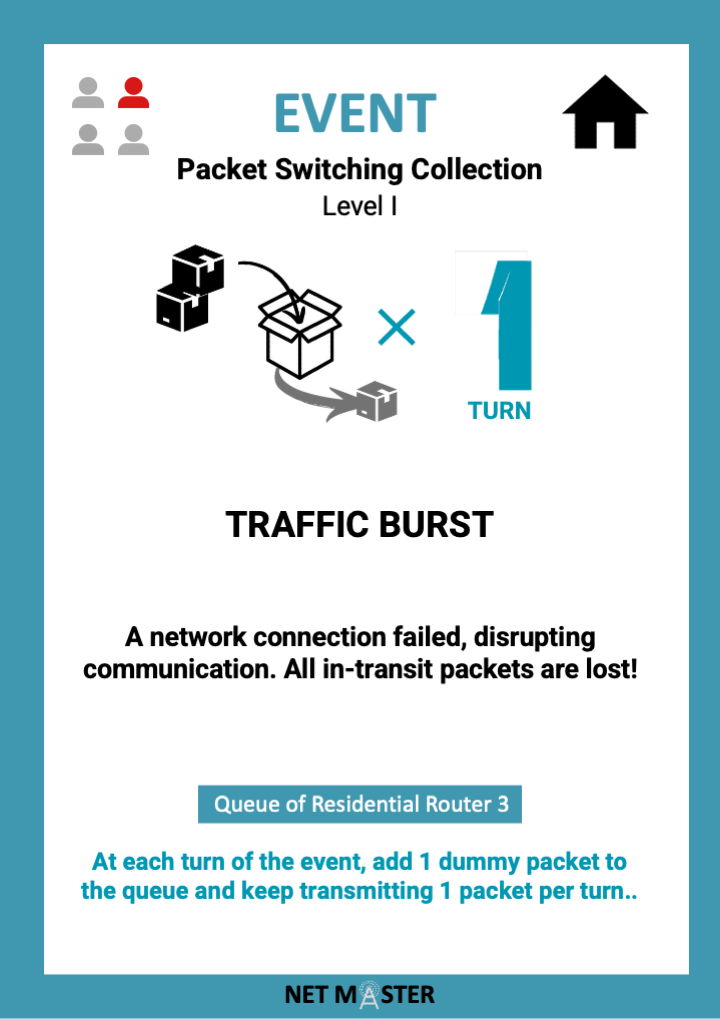 EVENT
Packet Switching Collection
Level I
× 1
TURN
TRAFFIC BURST
A network connection failed, disrupting
communication. All in-transit packets are lost!
Queue of Residential Router 3
At each turn of the event, add 1 dummy packet to
the queue and keep transmitting 1 packet per turn..
NET MASTER